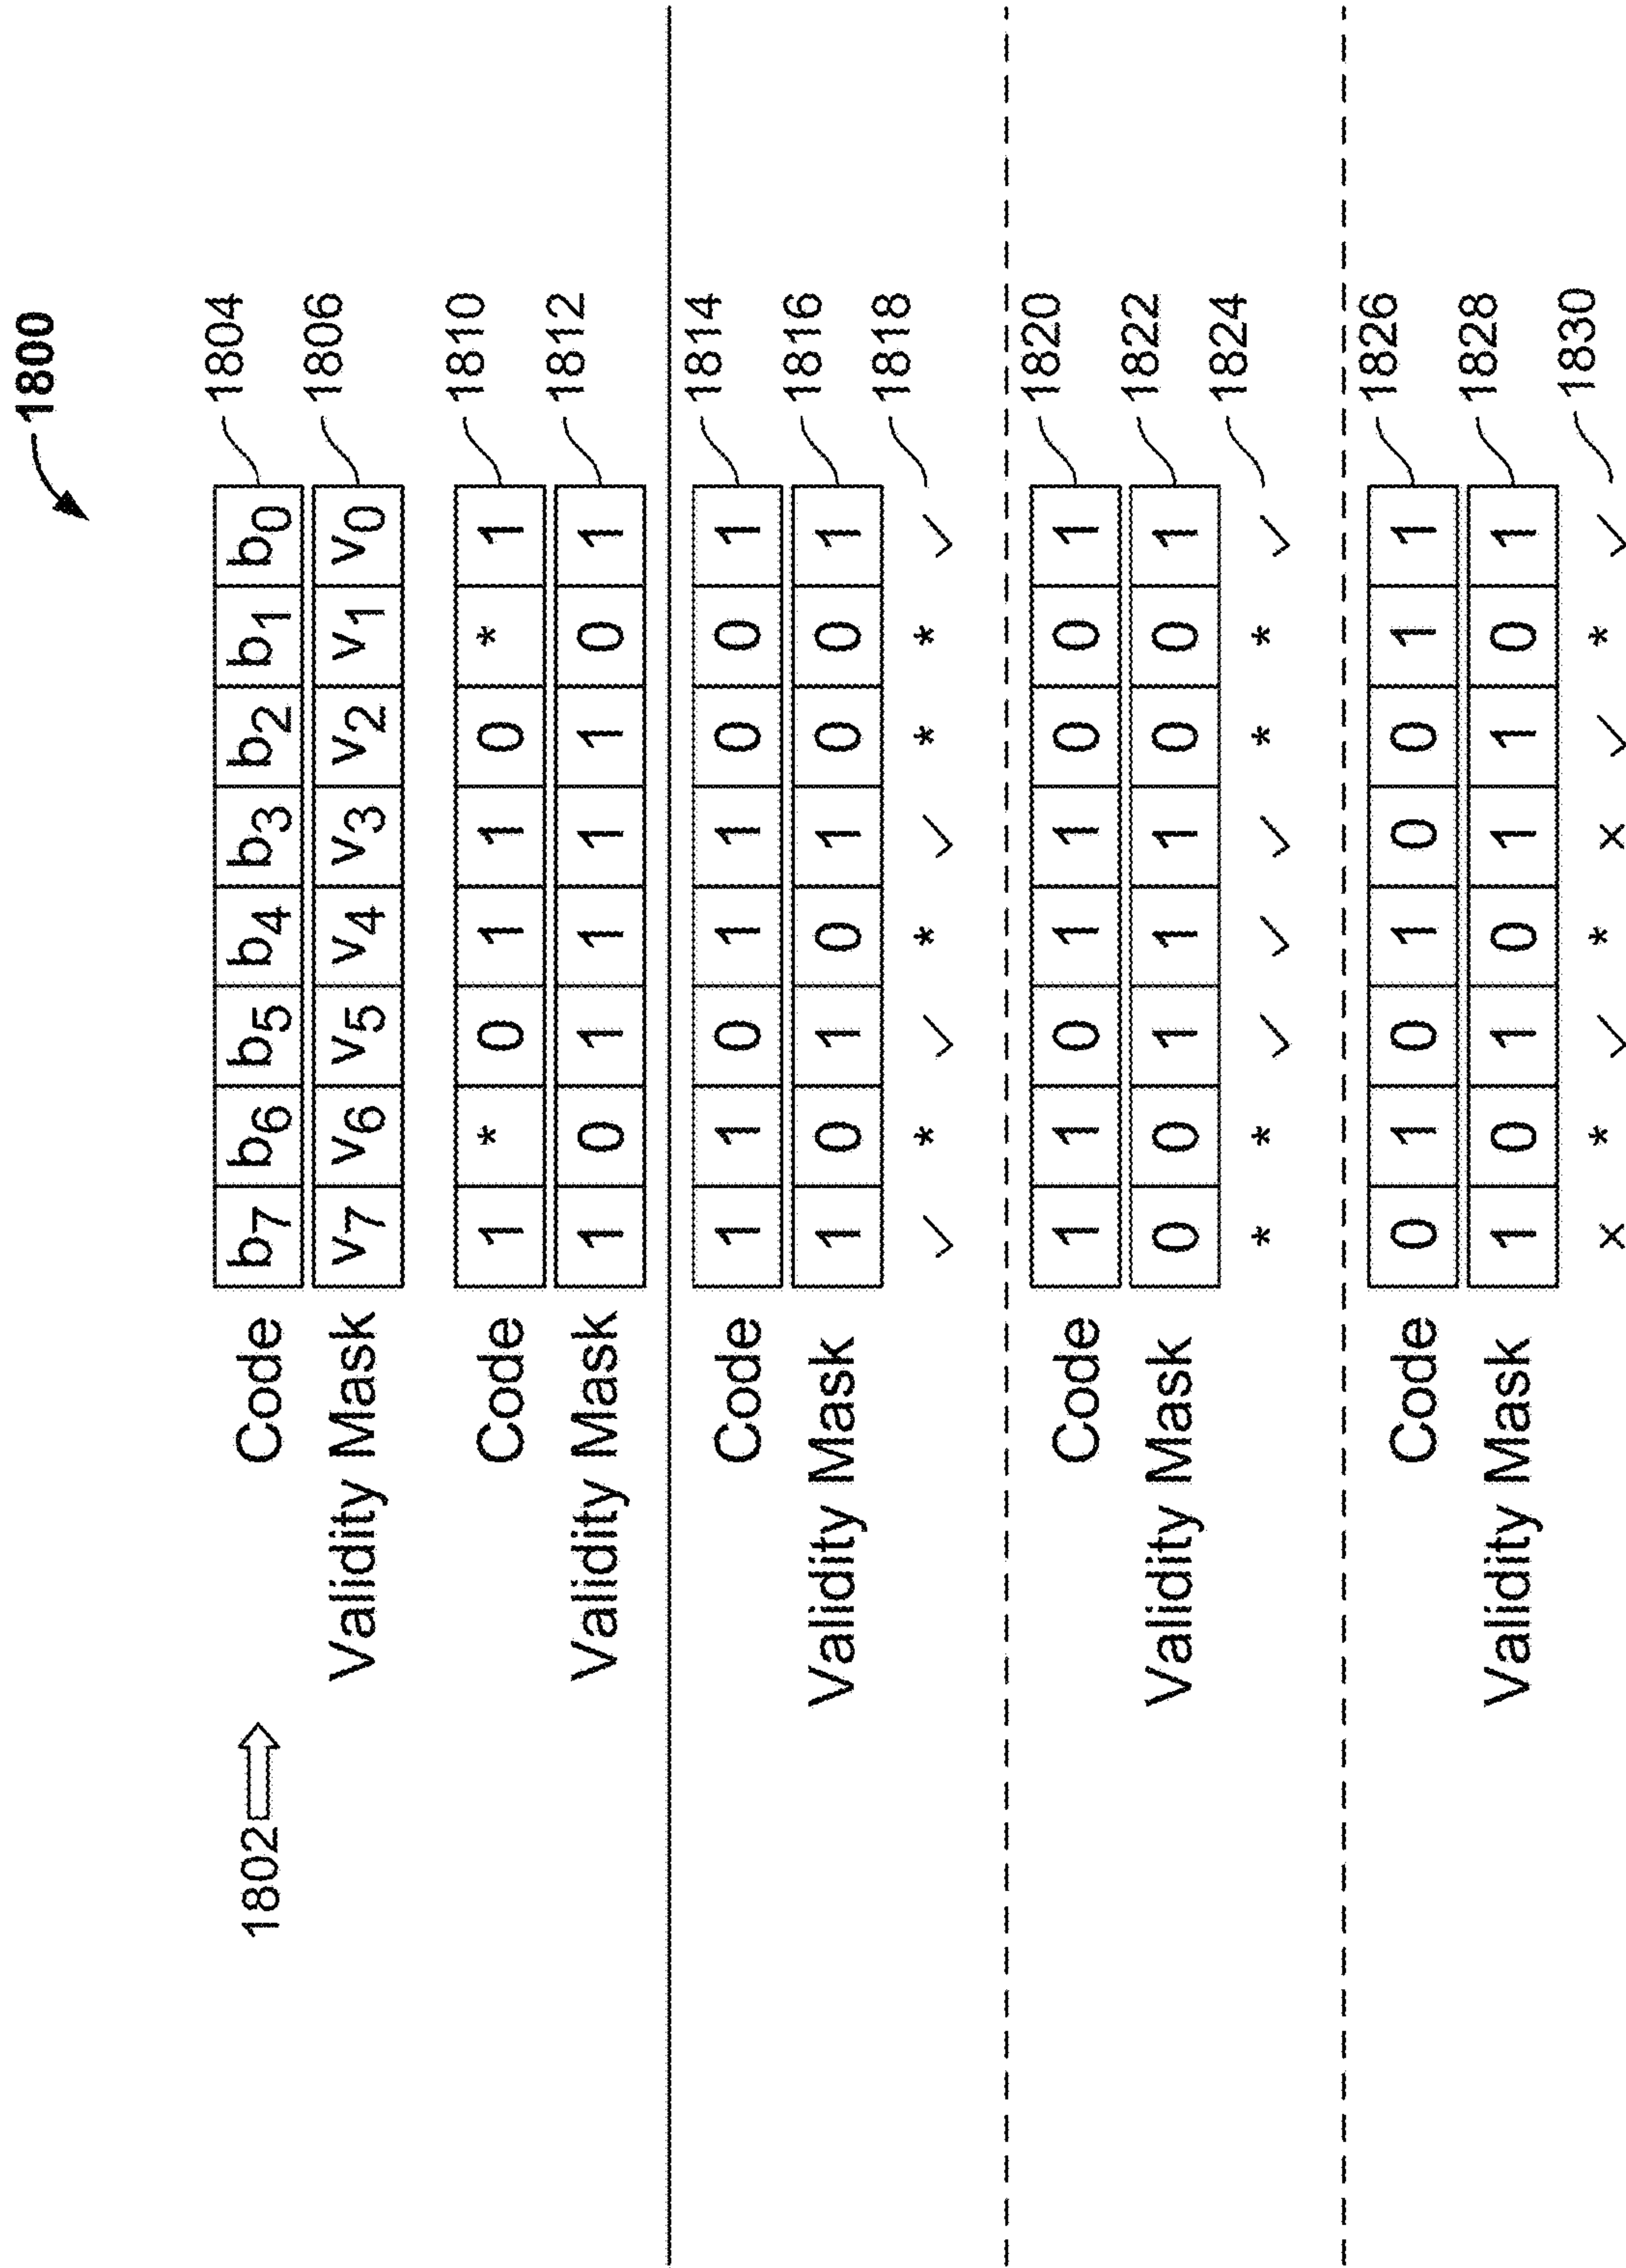 1800
1802 Code b7 b6 b5 b4 b3 b2 b1 b0 1804
Validity Mask v7 v6 v5 v4 v3 v2 v1 v0 1806
Code 1 * 0 1 1 0 * 1 1810
Validity Mask 1 0 1 1 1 1 0 1 1812
Code 1 1 0 1 1 0 0 1 1814
Validity Mask 1 0 1 0 1 0 0 1 1816
✓ * ✓ * ✓ * * ✓ 1818
Code 1 1 0 1 1 0 0 1 1820
Validity Mask 0 0 1 1 1 0 0 1 1822
* * ✓ ✓ ✓ * * ✓ 1824
Code 0 1 0 1 0 0 1 1 1826
Validity Mask 1 0 1 0 1 1 0 1 1828
× * ✓ * × ✓ * ✓ 1830